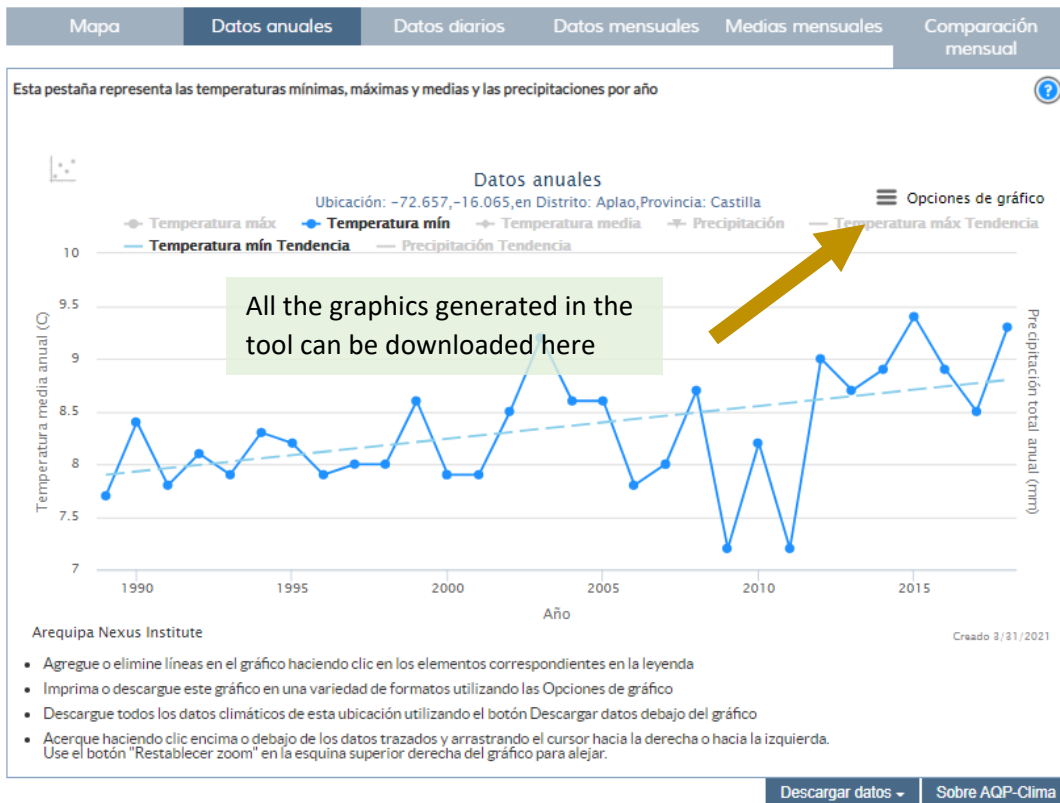 Mapa
Datos anuales
Datos diarios
Datos mensuales
Medias mensuales
Comparación
mensual
Esta pestaña representa las temperaturas mínimas, máximas y medias y las precipitaciones por año
?
Datos anuales
Ubicación: -72.657,-16.065,en Distrito: Aplao,Provincia: Castilla
Opciones de gráfico
Temperatura máx
Temperatura mín
Temperatura media
Precipitación
Temperatura máx Tendencia
Temperatura mín Tendencia
Precipitación Tendencia
All the graphics generated in the
tool can be downloaded here
Temperatura media anual (C)
10
9.5
9
8.5
8
7.5
7
Precipitación total anual (mm)
1990
1995
2000
2005
2010
2015
Año
Arequipa Nexus Institute
Creado 3/31/2021
• Agregue o elimine líneas en el gráfico haciendo clic en los elementos correspondientes en la leyenda
• Imprima o descargue este gráfico en una variedad de formatos utilizando las Opciones de gráfico
• Descargue todos los datos climáticos de esta ubicación utilizando el botón Descargar datos debajo del gráfico
• Acerque haciendo clic encima o debajo de los datos trazados y arrastrando el cursor hacia la derecha o hacia la izquierda.
Use el botón "Restablecer zoom" en la esquina superior derecha del gráfico para alejar.
Descargar datos
Sobre AQP-Clima